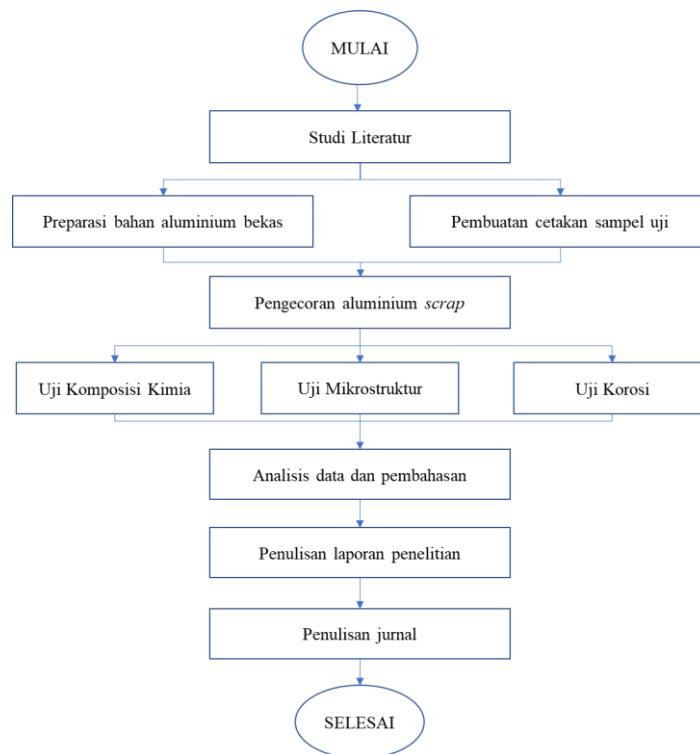 MULAI
Studi Literatur
Preparasi bahan aluminium bekas
Pembuatan cetakan sampel uji
Pengecoran aluminium scrap
Uji Komposisi Kimia
Uji Mikrostruktur
Uji Korosi
Analisis data dan pembahasan
Penulisan laporan penelitian
Penulisan jurnal
SELESAI